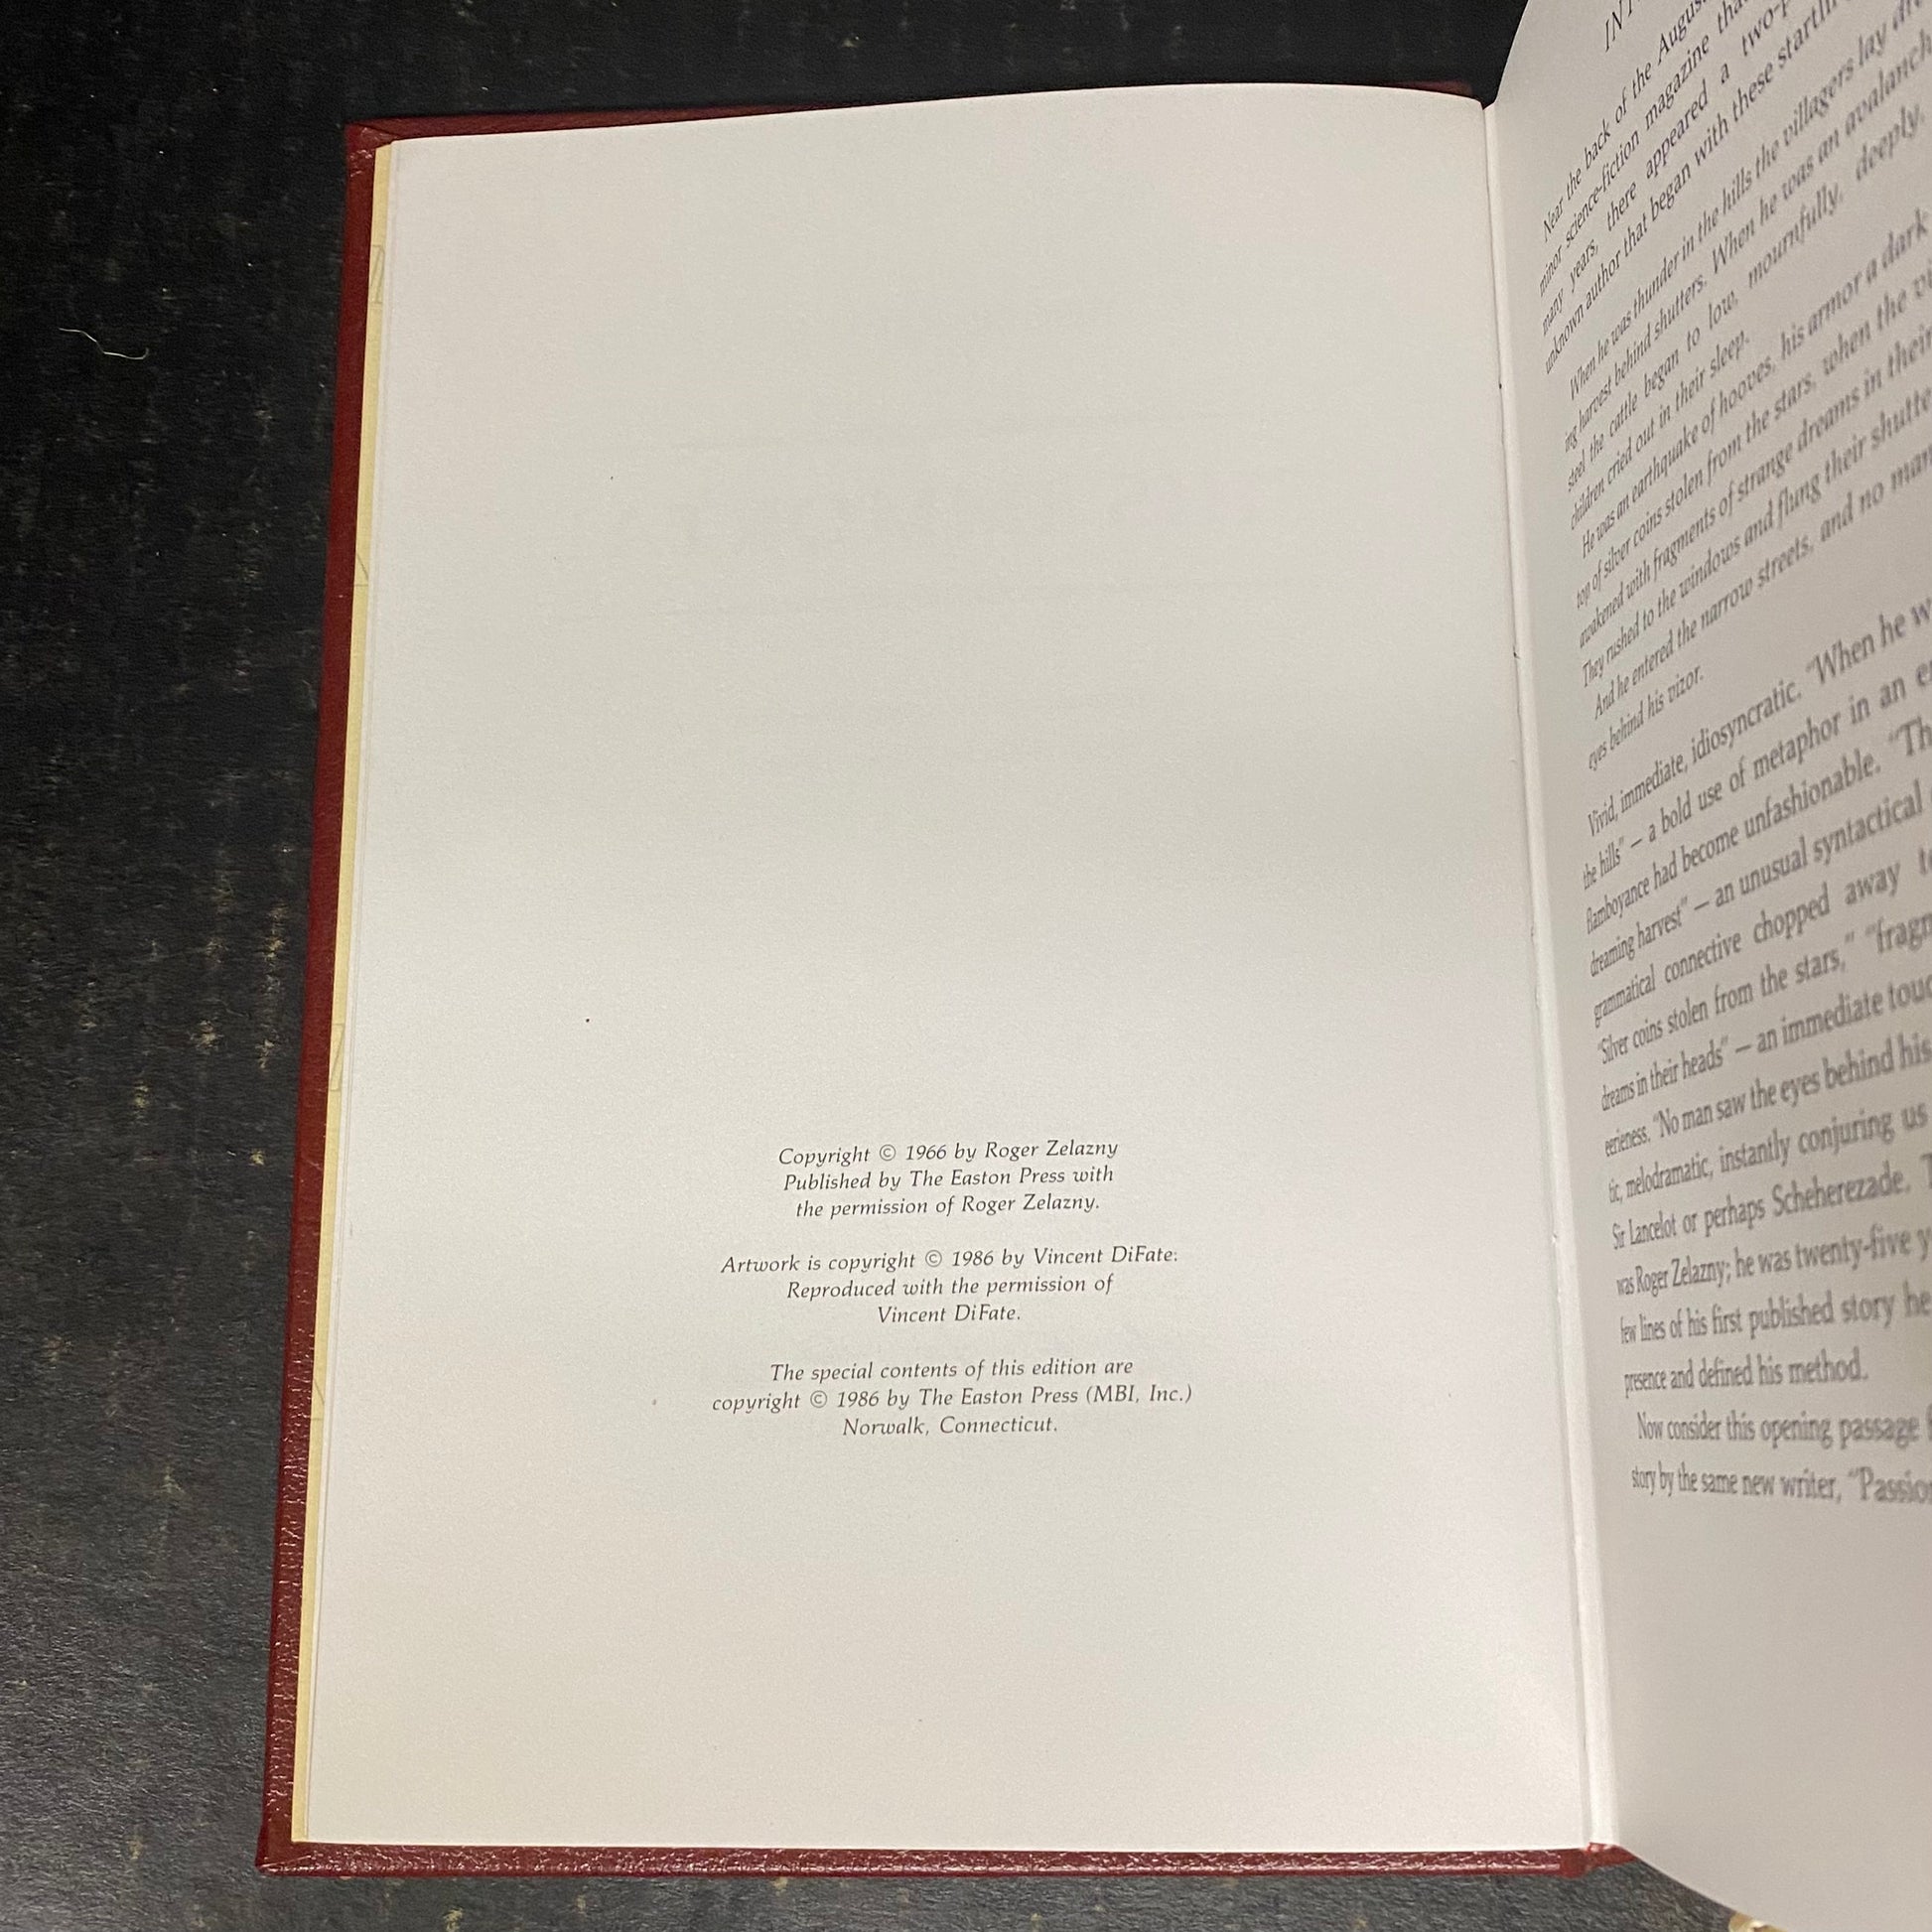 Copyright © 1966 by Roger Zelazny
Published by The Easton Press with
the permission of Roger Zelazny.
Artwork is copyright © 1986 by Vincent DiFate.
Reproduced with the permission of
Vincent DiFate.
The special contents of this edition are
copyright © 1986 by The Easton Press (MBI, Inc.)
Norwalk, Connecticut.
Near the back of the August
minor science-fiction magazine
many years, there appeared a
unknown author that began with these
When he was thunder in the hills the villagers lay
ing harvest behind shutters. When he was an avalanch
steel the cattle began to low, mournfully, deeply,
children cried out in their sleep.
He was an earthquake of hooves, his armor a dark
top of silver coins stolen from the stars, when the
awakened with fragments of strange dreams in their
They rushed to the windows and flung their shutte
And he entered the narrow streets, and no man
eyes behind his vizor.
Vivid, immediate, idiosyncratic. "When he w
the hills" — a bold use of metaphor in an
flamboyance had become unfashionable. "Th
dreaming harvest" — an unusual syntactical
grammatical connective chopped away
"Silver coins stolen from the stars," "fragm
dreams in their heads" — an immediate touc
eerieness. "No man saw the eyes behind his
tic, melodramatic, instantly conjuring us
Sir Lancelot or perhaps Scheherezade. T
was Roger Zelazny; he was twenty-five y
few lines of his first published story he
presence and defined his method.
Now consider this opening passage f
story by the same new writer, "Passio